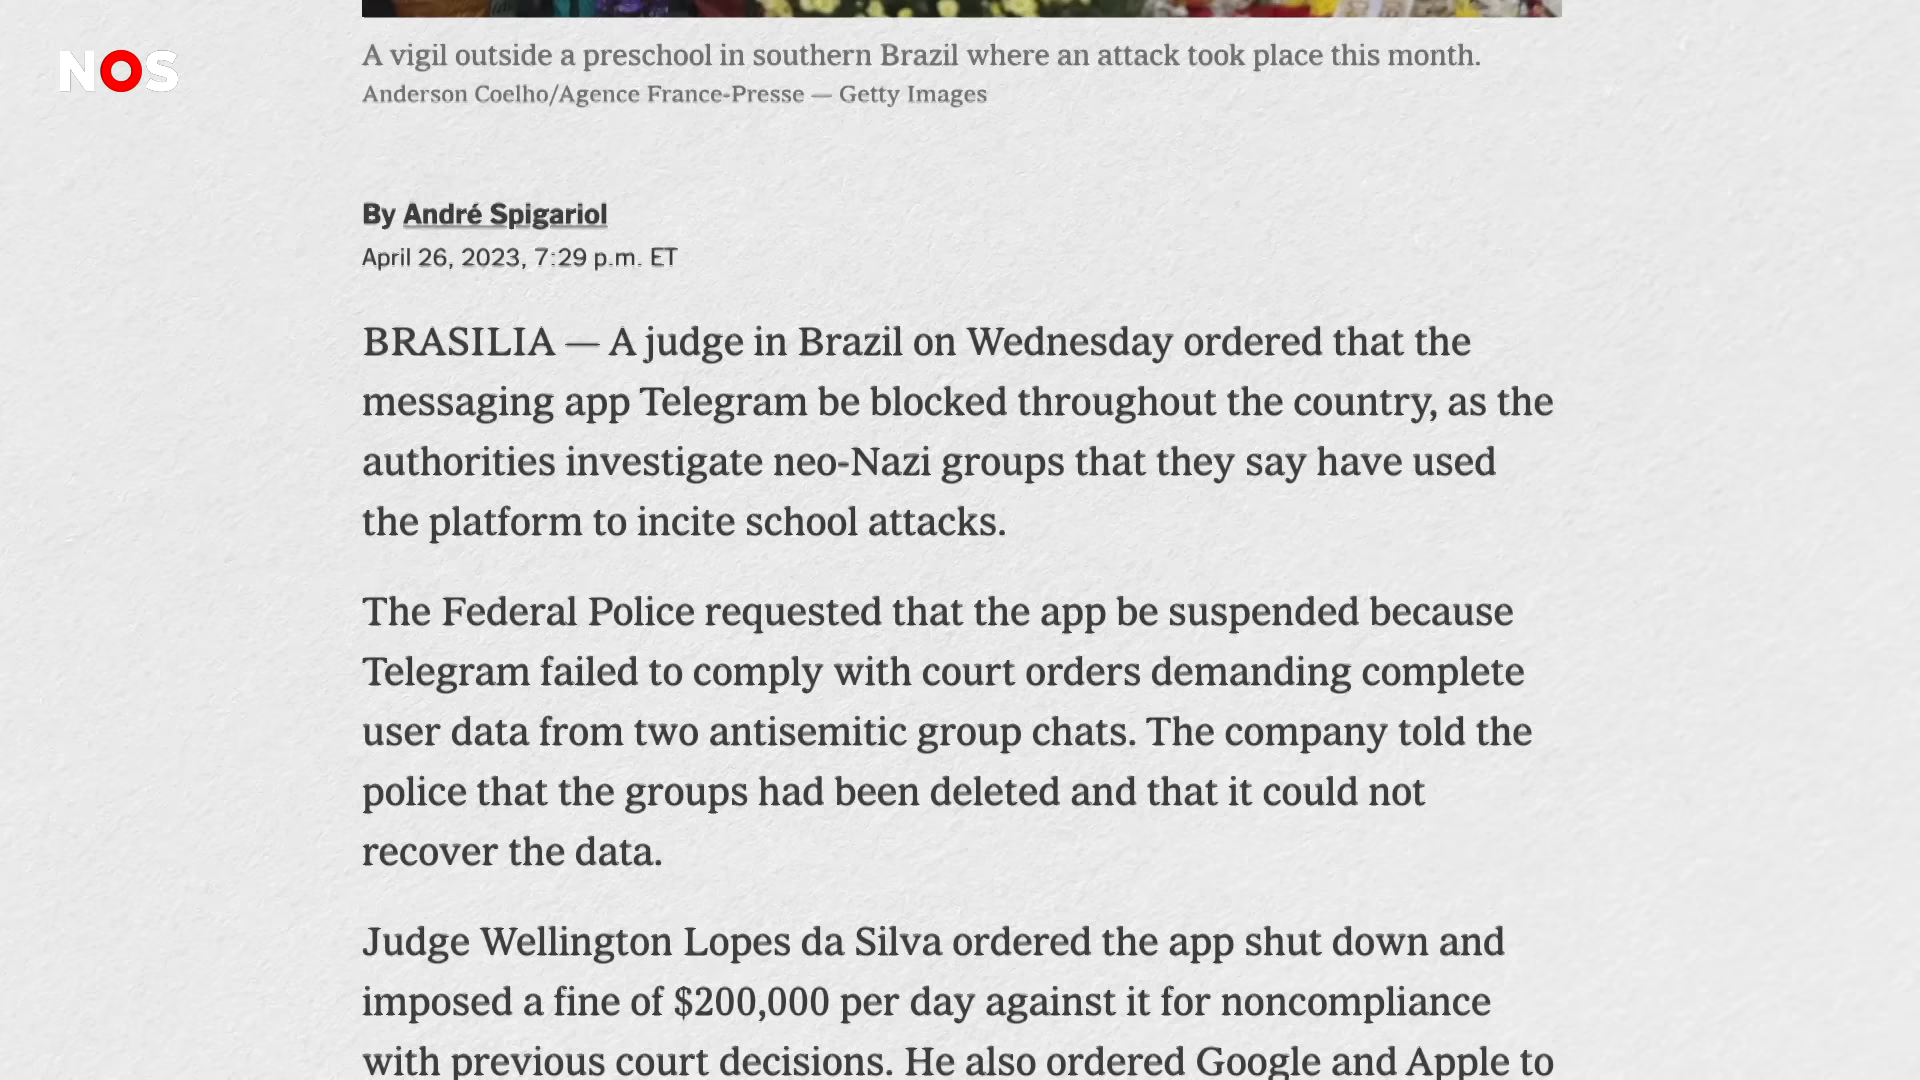 NOS
A vigil outside a preschool in southern Brazil where an attack took place this month.
Anderson Coelho/Agence France-Presse — Getty Images
By André Spigariol
April 26, 2023, 7:29 p.m. ET
BRASILIA — A judge in Brazil on Wednesday ordered that the
messaging app Telegram be blocked throughout the country, as the
authorities investigate neo-Nazi groups that they say have used
the platform to incite school attacks.
The Federal Police requested that the app be suspended because
Telegram failed to comply with court orders demanding complete
user data from two antisemitic group chats. The company told the
police that the groups had been deleted and that it could not
recover the data.
Judge Wellington Lopes da Silva ordered the app shut down and
imposed a fine of $200,000 per day against it for noncompliance
with previous court decisions. He also ordered Google and Apple to